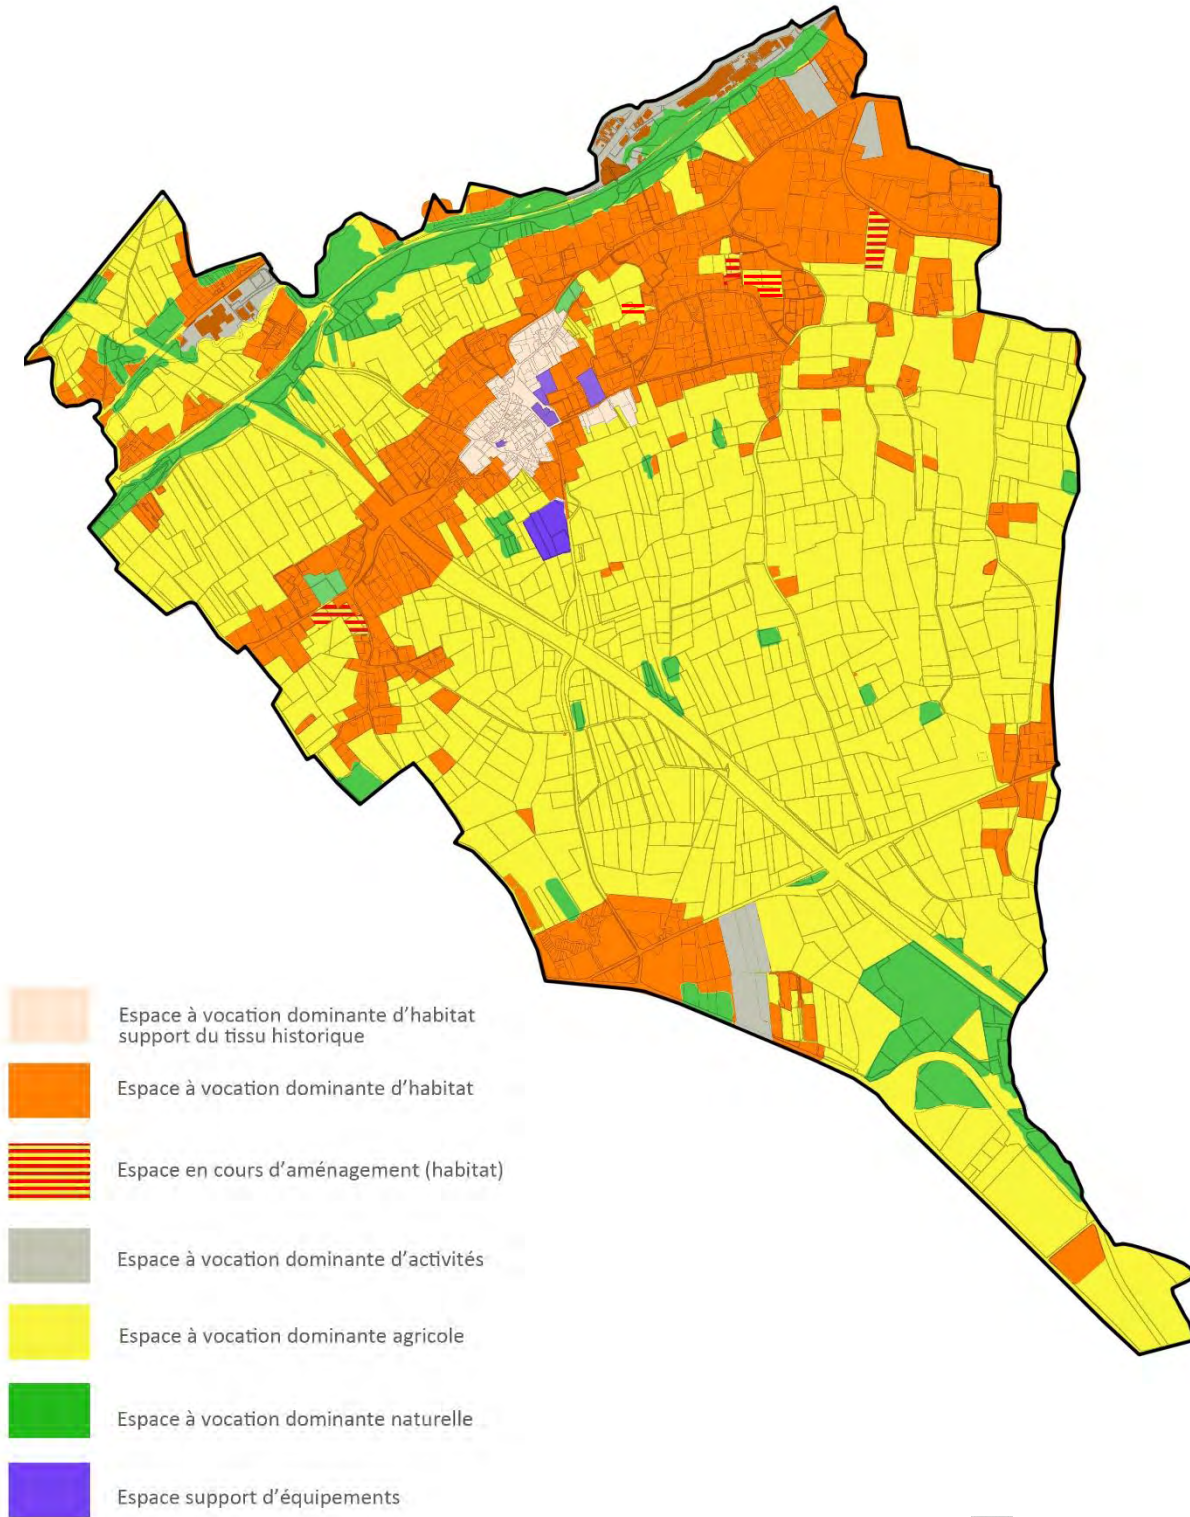 Espace à vocation dominante d’habitat
support du tissu historique
Espace à vocation dominante d’habitat
Espace en cours d’aménagement (habitat)
Espace à vocation dominante d’activités
Espace à vocation dominante agricole
Espace à vocation dominante naturelle
Espace support d’équipements